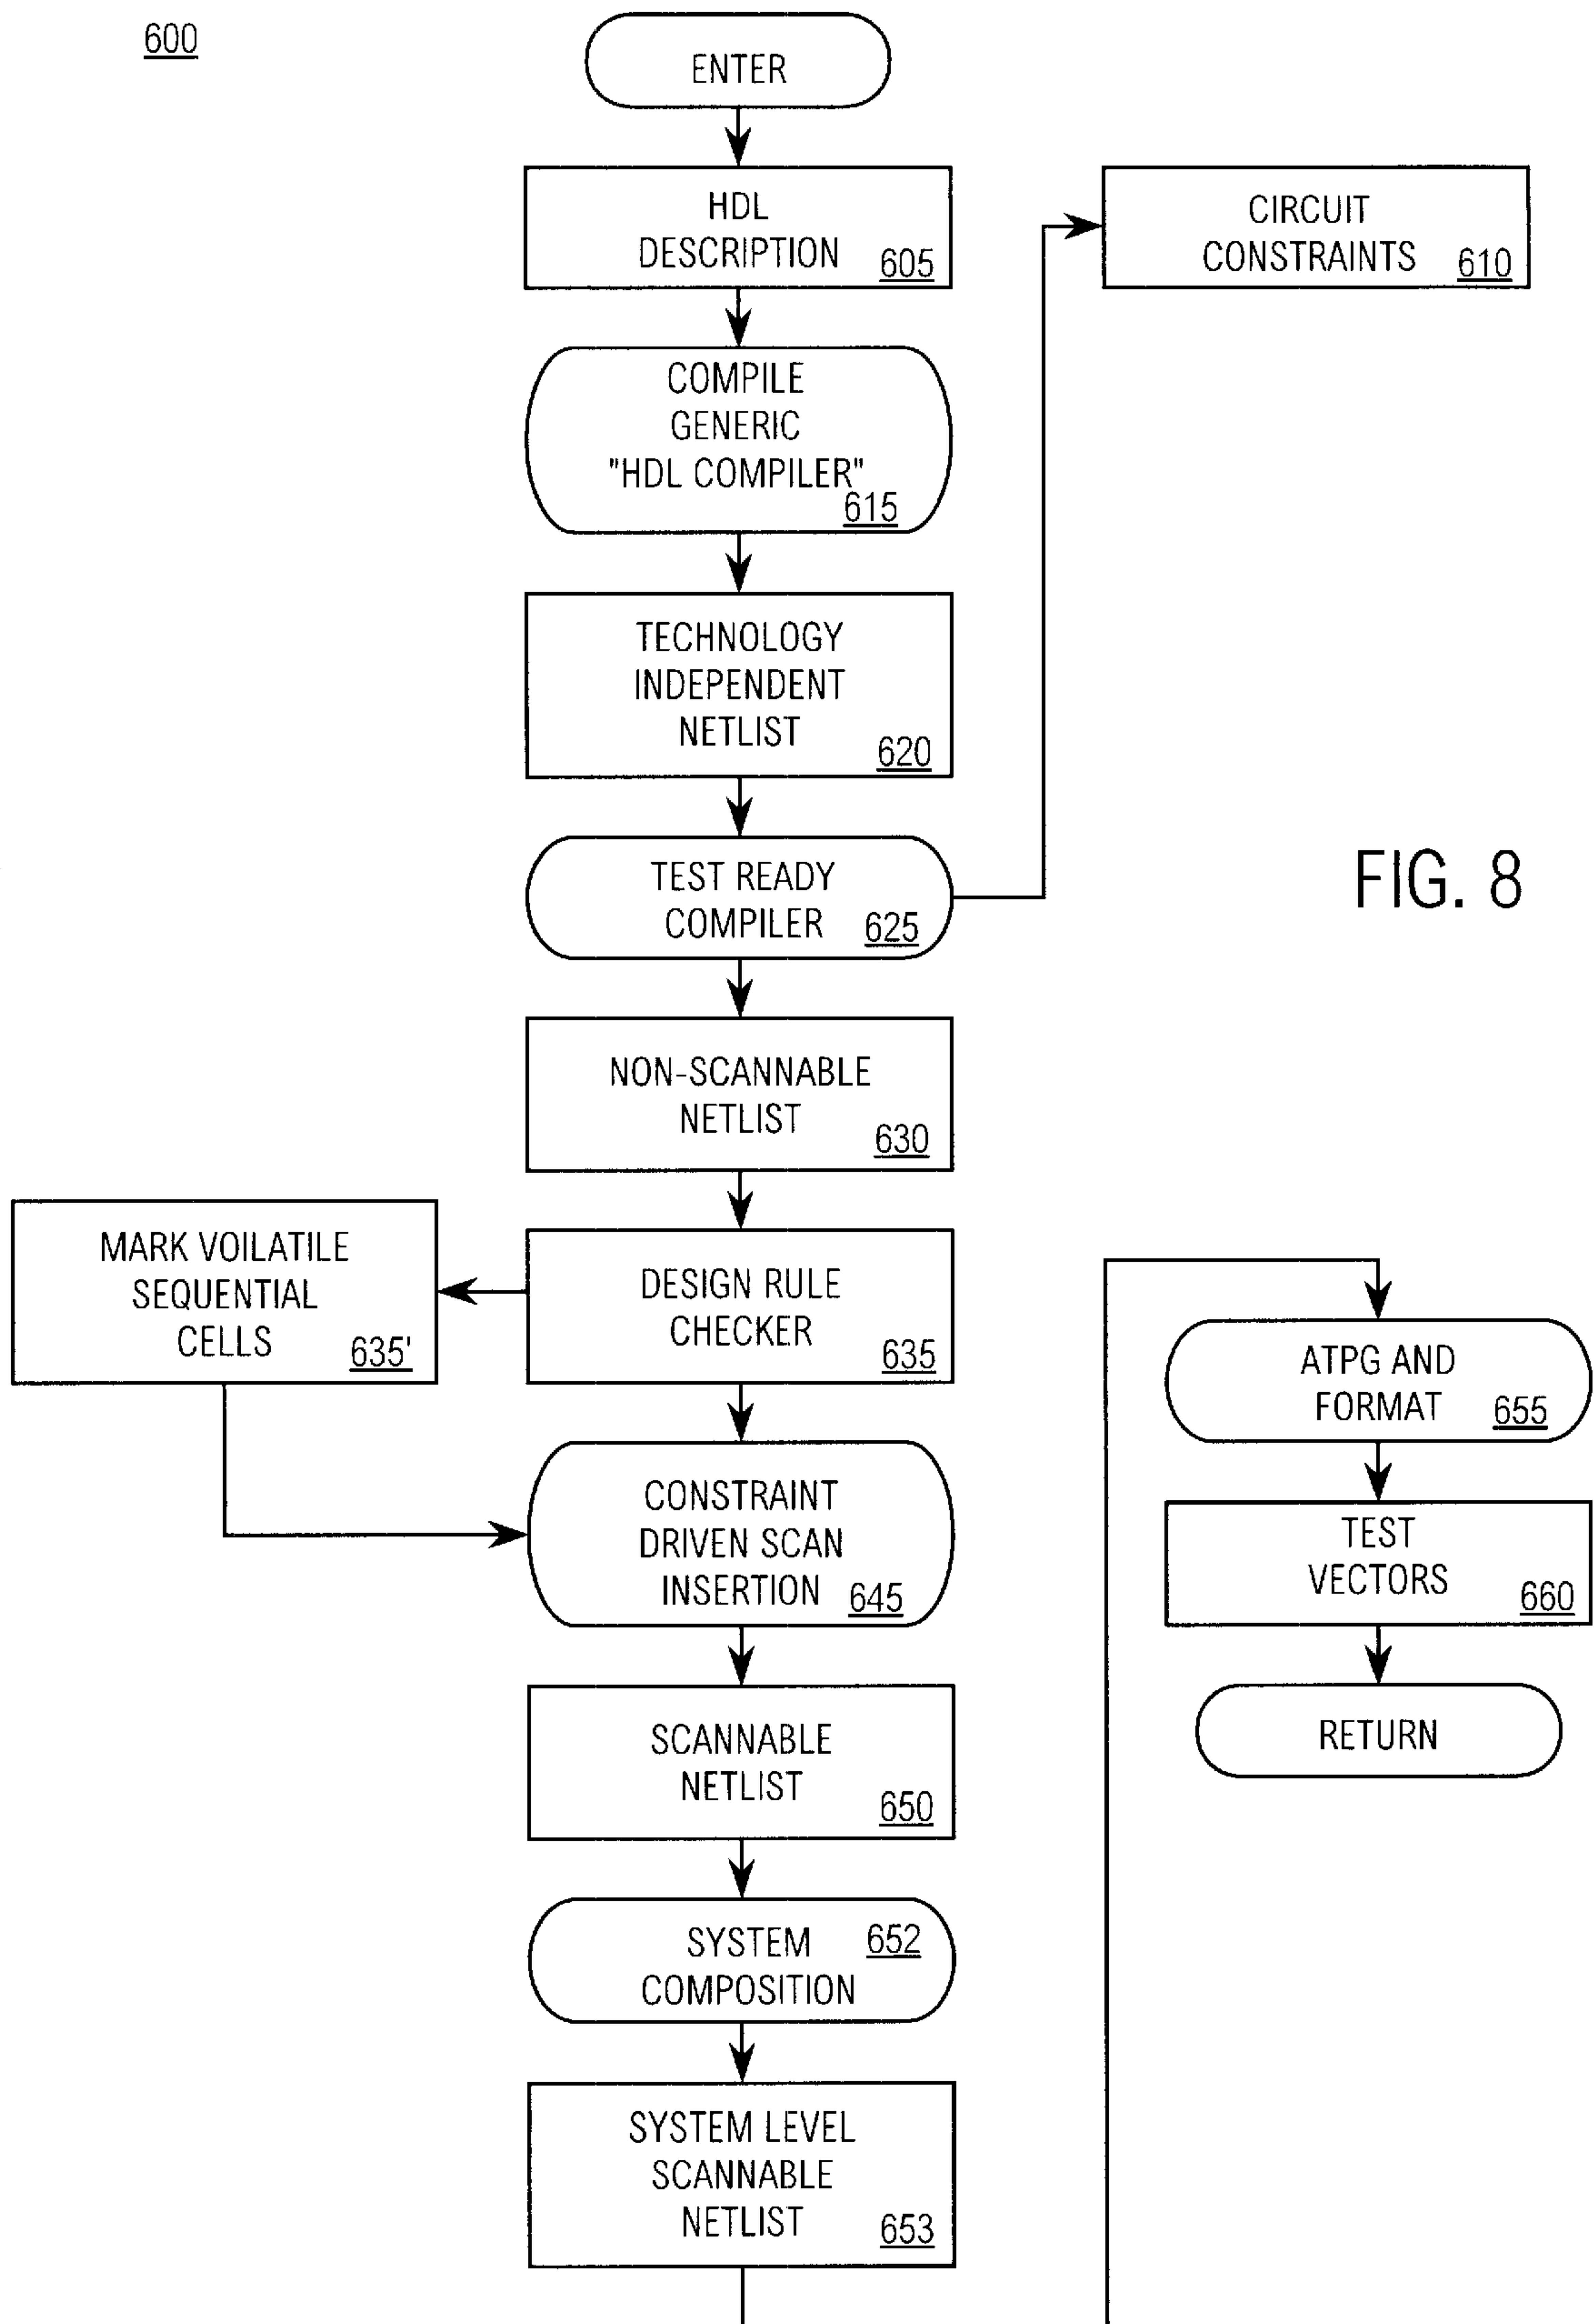 600
ENTER
HDL
DESCRIPTION 605
CIRCUIT
CONSTRAINTS 610
COMPILE
GENERIC
"HDL COMPILER"
615
TECHNOLOGY
INDEPENDENT
NETLIST
620
TEST READY
COMPILER 625
FIG. 8
NON-SCANNABLE
NETLIST
630
MARK VOILATILE
SEQUENTIAL
CELLS 635'
DESIGN RULE
CHECKER
635
CONSTRAINT
DRIVEN SCAN
INSERTION 645
SCANNABLE
NETLIST
650
SYSTEM 652
COMPOSITION
SYSTEM LEVEL
SCANNABLE
NETLIST 653
ATPG AND
FORMAT 655
TEST
VECTORS 660
RETURN